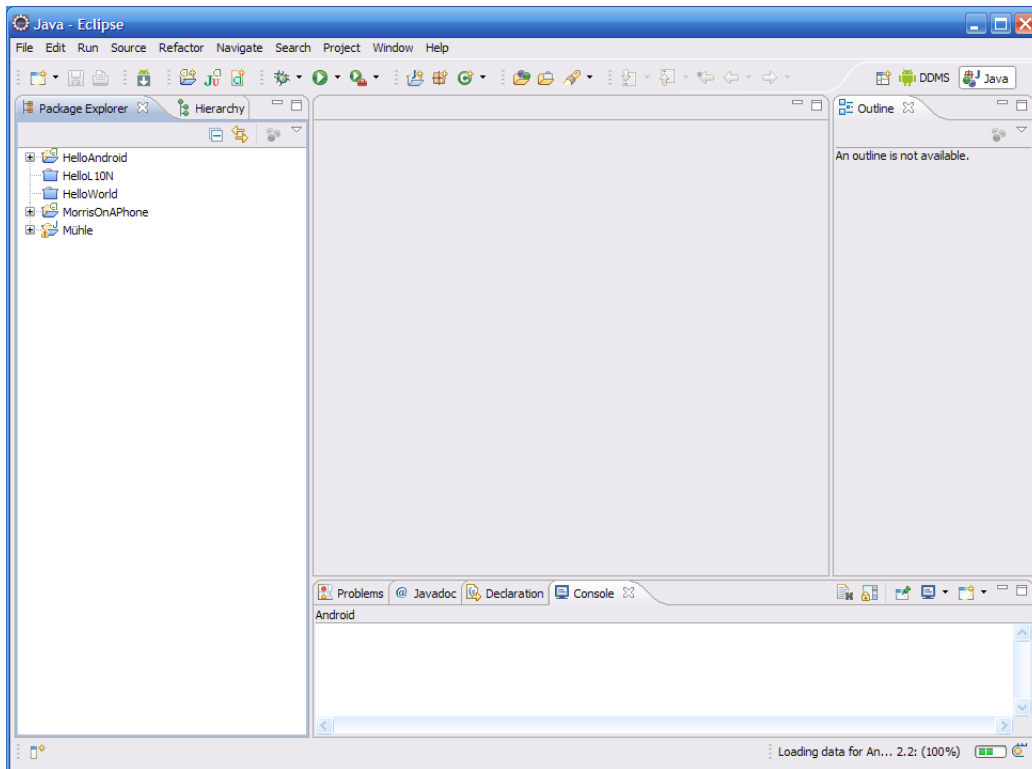 Java - Eclipse
File Edit Run Source Refactor Navigate Search Project Window Help
DDMS Java
Package Explorer Hierarchy
Outline
An outline is not available.
HelloAndroid
HelloL10N
HelloWorld
MorrisOnAPhone
Mühle
Problems @ Javadoc Declaration Console
Android
Loading data for An... 2.2: (100%)